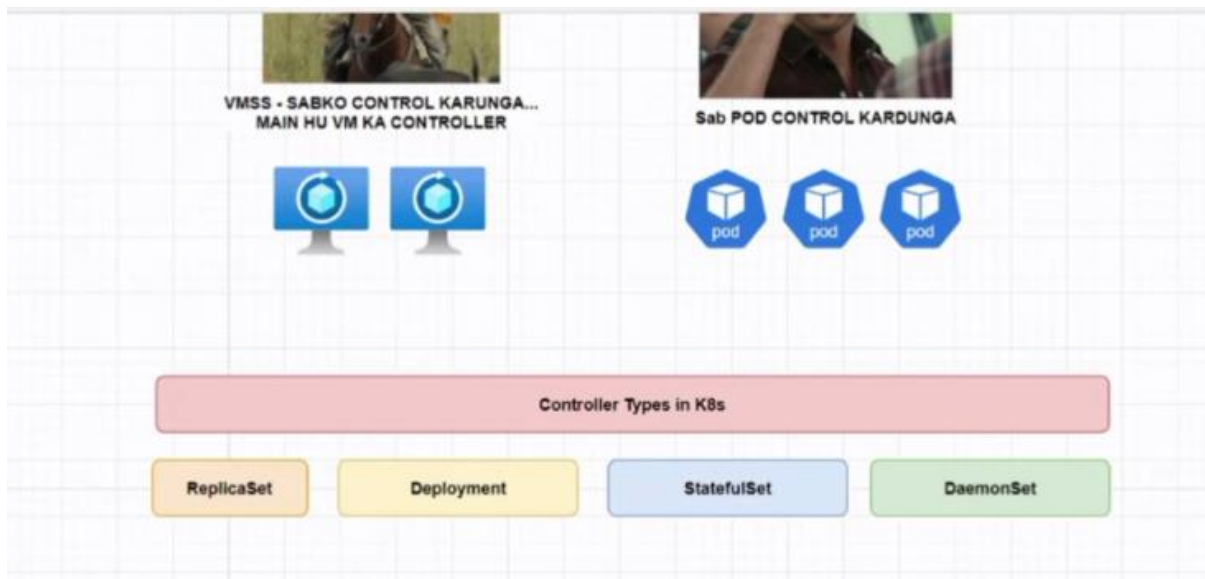 VMSS - SABKO CONTROL KARUNGA...
MAIN HU VM KA CONTROLLER
Sab POD CONTROL KARDUNGA
pod
pod
pod
Controller Types in K8s
ReplicaSet
Deployment
StatefulSet
DaemonSet